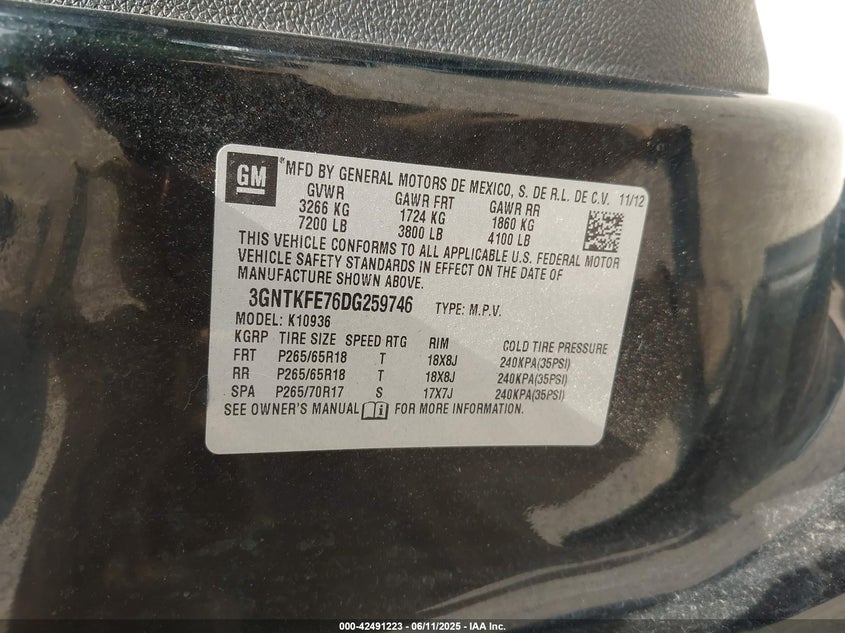 GM
*MFD BY GENERAL MOTORS DE MEXICO, S. DE R.L. DE C.V. 11/12
GVWR GAWR FRT GAWR RR
3266 KG 1724 KG 1860 KG
7200 LB 3800 LB 4100 LB
THIS VEHICLE CONFORMS TO ALL APPLICABLE U.S. FEDERAL MOTOR
VEHICLE SAFETY STANDARDS IN EFFECT ON THE DATE OF
MANUFACTURE SHOWN ABOVE.
3GNTKFE76DG259746 TYPE: M.P.V.
MODEL: K10936
KGRP TIRE SIZE SPEED RTG RIM COLD TIRE PRESSURE
FRT P265/65R18 T 18X8J 240KPA(35PSI)
RR P265/65R18 T 18X8J 240KPA(35PSI)
SPA P265/70R17 S 17X7J 240KPA(35PSI)
SEE OWNER'S MANUAL FOR MORE INFORMATION.
000-42491223 - 06/11/2025 - IAA Inc.